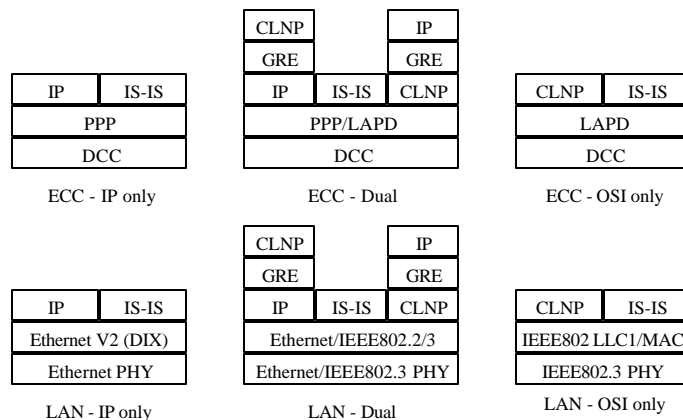 CLNP IP
GRE GRE
IP IS-IS IP IS-IS CLNP CLNP IS-IS
PPP PPP/LAPD LAPD
DCC DCC DCC
ECC - IP only ECC - Dual ECC - OSI only
CLNP IP
GRE GRE
IP IS-IS IP IS-IS CLNP CLNP IS-IS
Ethernet V2 (DIX) Ethernet/IEEE802.2/3 IEEE802 LLC1/MAC
Ethernet PHY Ethernet/IEEE802.3 PHY IEEE802.3 PHY
LAN - IP only LAN - Dual LAN - OSI only